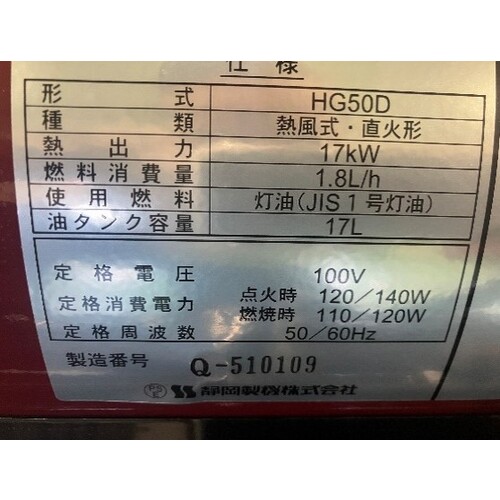 仕様
形式 HG50D
種類 熱風式・直火形
熱出力 17kW
燃料消費量 1.8L/h
使用燃料 灯油(JIS1号灯油)
油タンク容量 17L
定格電圧 100V
定格消費電力 点火時 120/140W
燃焼時 110/120W
定格周波数 50/60Hz
製造番号 Q-510109
静岡製機株式会社